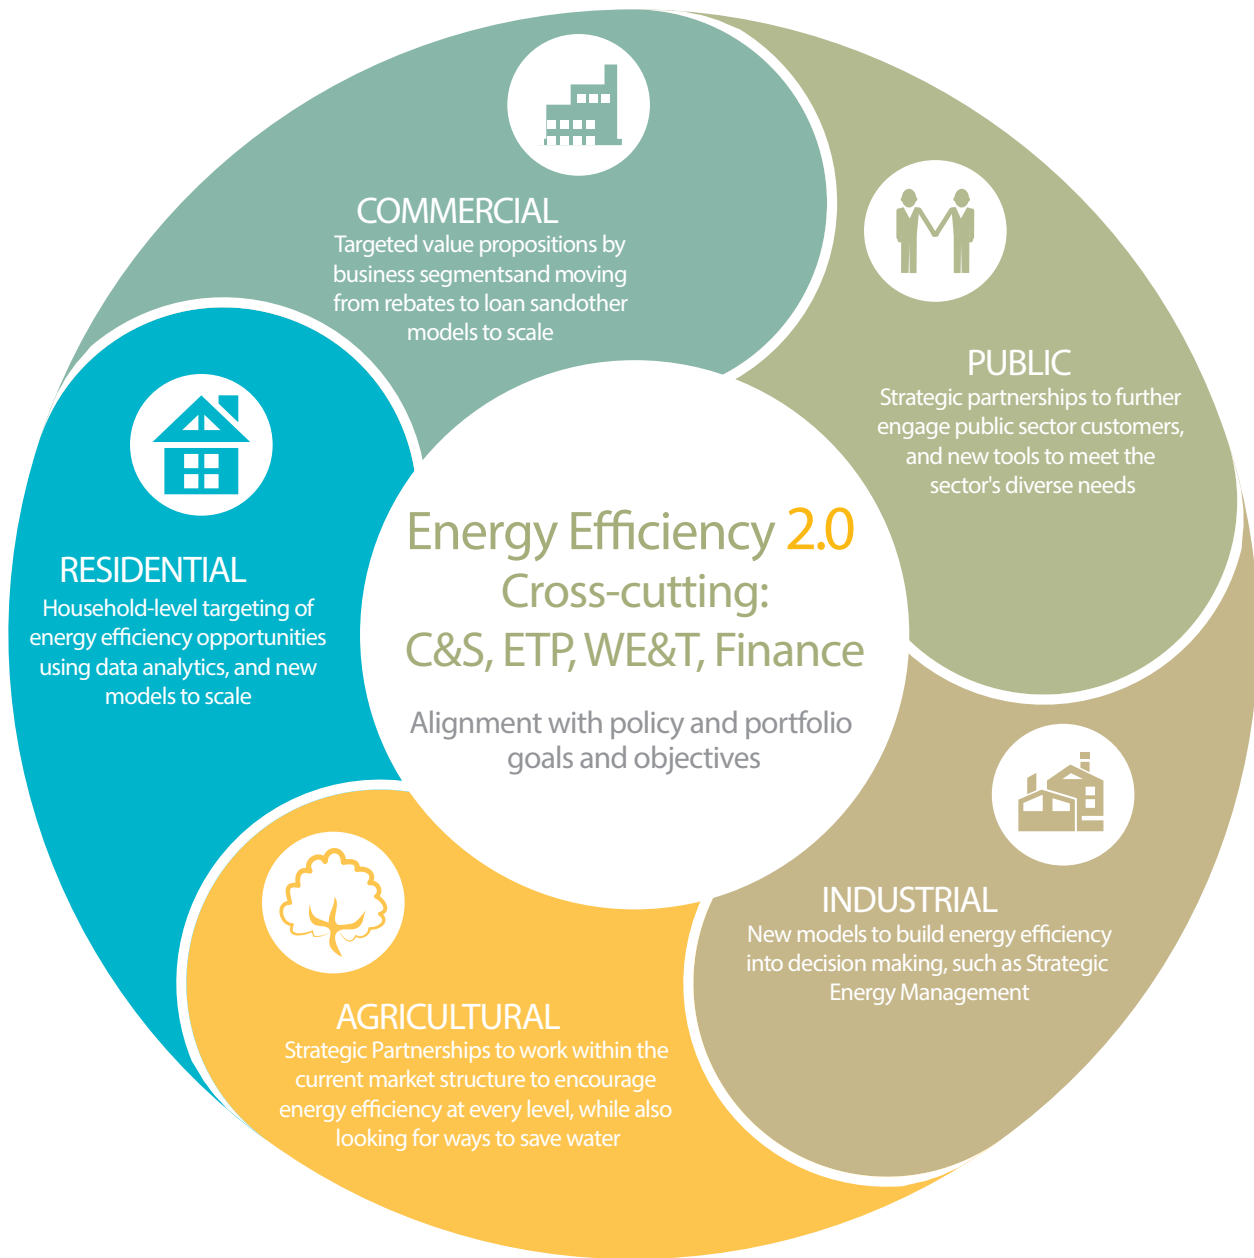 COMMERCIAL
Targeted value propositions by
business segmentsand moving
from rebates to loan sandother
models to scale
PUBLIC
Strategic partnerships to further
engage public sector customers,
and new tools to meet the
sector's diverse needs
RESIDENTIAL
Household-level targeting of
energy efficiency opportunities
using data analytics, and new
models to scale
Energy Efficiency 2.0
Cross-cutting:
C&S, ETP, WE&T, Finance
Alignment with policy and portfolio
goals and objectives
INDUSTRIAL
New models to build energy efficiency
into decision making, such as Strategic
Energy Management
AGRICULTURAL
Strategic Partnerships to work within the
current market structure to encourage
energy efficiency at every level, while also
looking for ways to save water